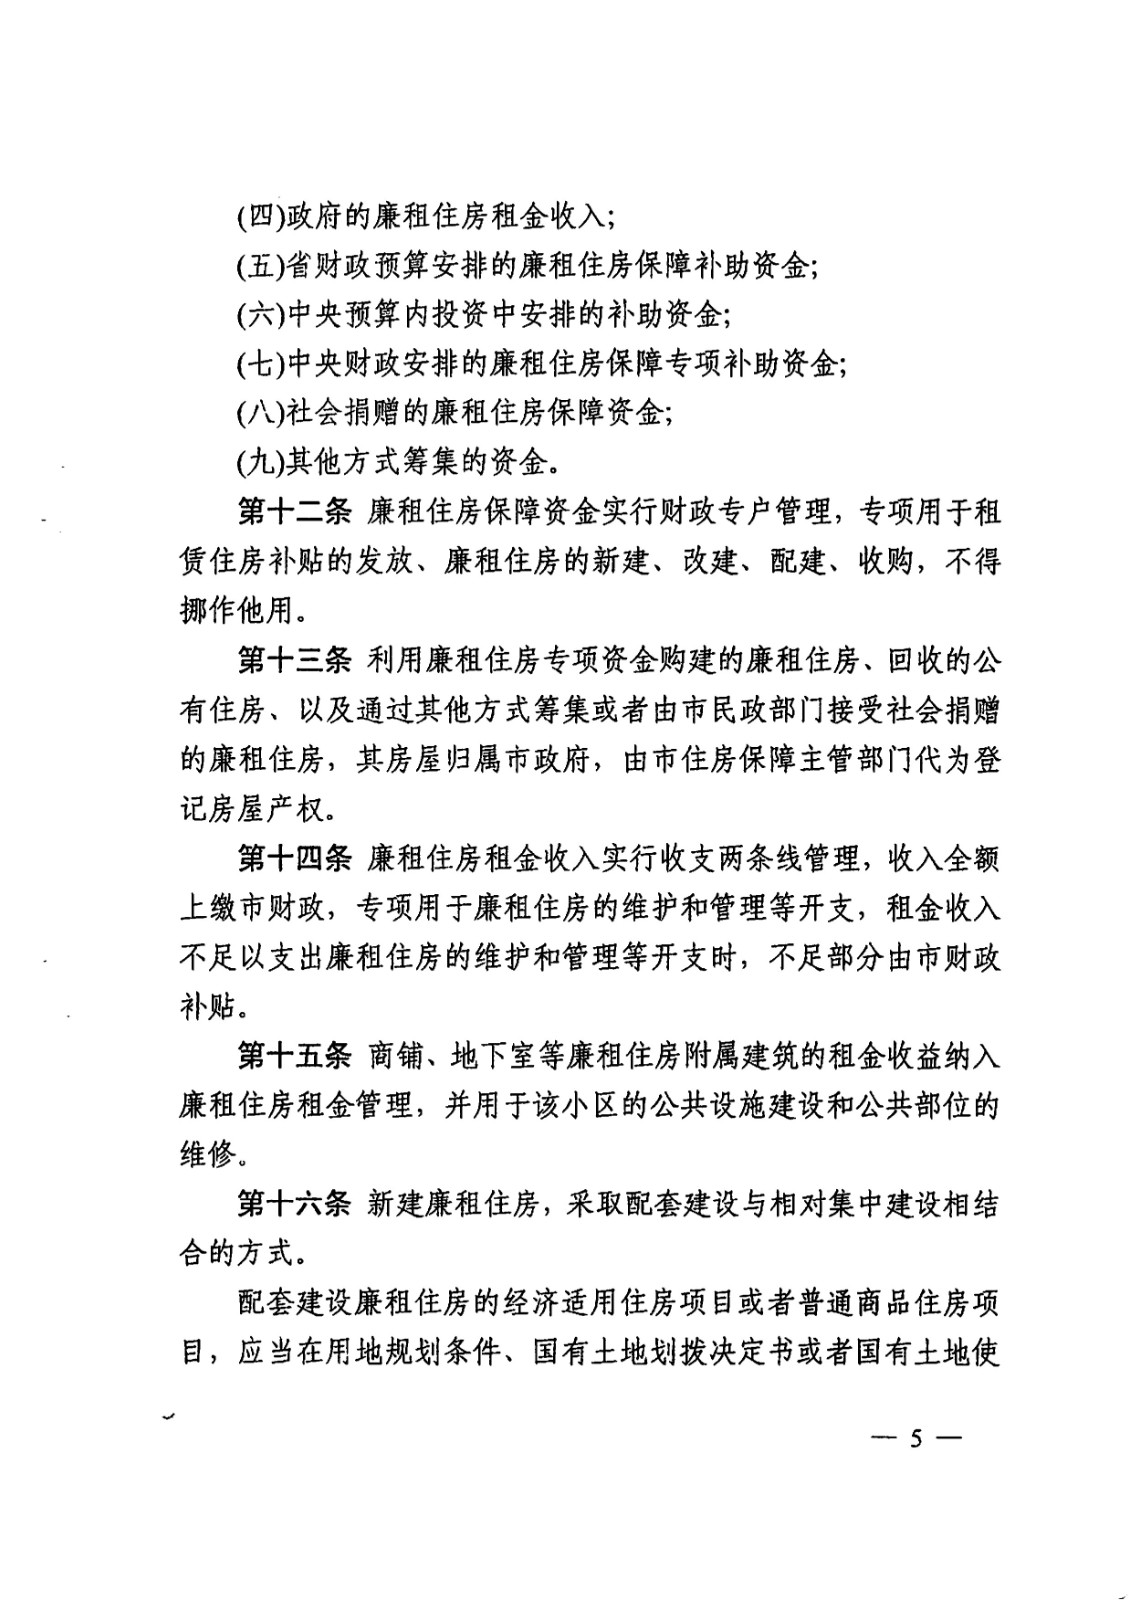 (四)政府的廉租住房租金收入;
(五)省财政预算安排的廉租住房保障补助资金;
(六)中央预算内投资中安排的补助资金;
(七)中央财政安排的廉租住房保障专项补助资金;
(八)社会捐赠的廉租住房保障资金;
(九)其他方式筹集的资金。
第十二条 廉租住房保障资金实行财政专户管理，专项用于租
赁住房补贴的发放、廉租住房的新建、改建、配建、收购，不得
挪作他用。
第十三条 利用廉租住房专项资金购建的廉租住房、回收的公
有住房、以及通过其他方式筹集或者由市民政部门接受社会捐赠
的廉租住房，其房屋归属市政府，由市住房保障主管部门代为登
记房屋产权。
第十四条 廉租住房租金收入实行收支两条线管理，收入全额
上缴市财政，专项用于廉租住房的维护和管理等开支，租金收入
不足以支出廉租住房的维护和管理等开支时，不足部分由市财政
补贴。
第十五条 商铺、地下室等廉租住房附属建筑的租金收益纳入
廉租住房租金管理，并用于该小区的公共设施建设和公共部位的
维修。
第十六条 新建廉租住房，采取配套建设与相对集中建设相结
合的方式。
配套建设廉租住房的经济适用住房项目或者普通商品住房项
目，应当在用地规划条件、国有土地划拨决定书或者国有土地使
— 5 —